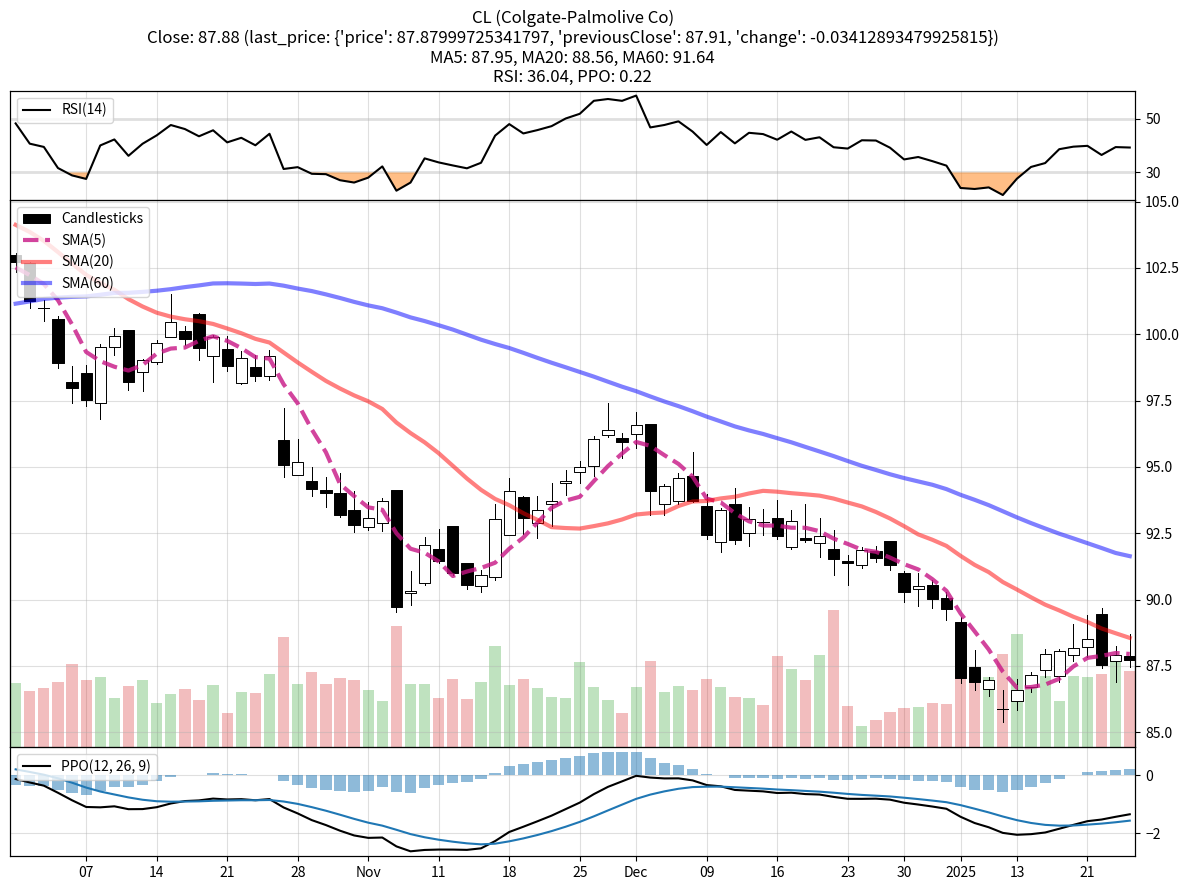 CL (Colgate-Palmolive Co)
Close: 87.88 (last_price: {'price': 87.87999725341797, 'previousClose': 87.91, 'change': -0.03412893479925815})
MA5: 87.95, MA20: 88.56, MA60: 91.64
RSI: 36.04, PPO: 0.22
RSI(14)
50
30
Candlesticks
SMA(5)
SMA(20)
SMA(60)
105.0
102.5
100.0
97.5
95.0
92.5
90.0
87.5
85.0
PPO(12, 26, 9)
0
−2
07 14 21 28 Nov 11 18 25 Dec 09 16 23 30 2025 13 21